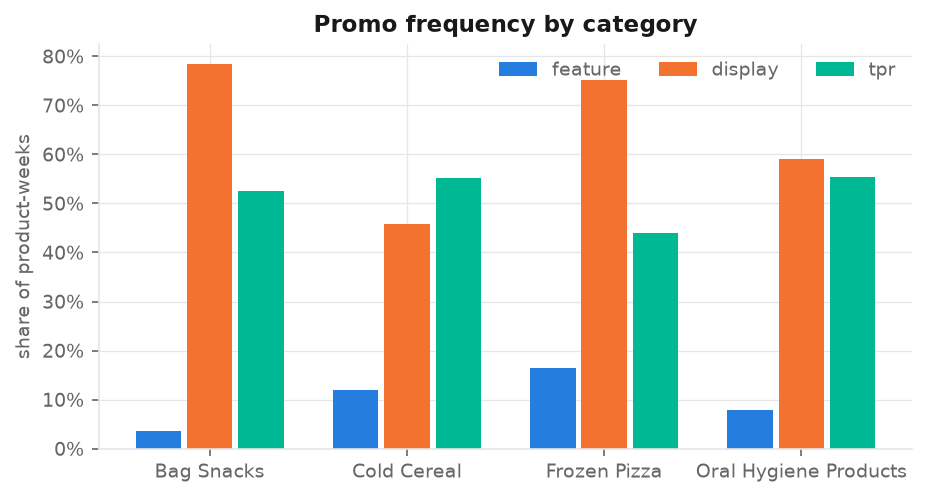 Promo frequency by category
feature display tpr
share of product-weeks
80%
70%
60%
50%
40%
30%
20%
10%
0%
Bag Snacks Cold Cereal Frozen Pizza Oral Hygiene Products